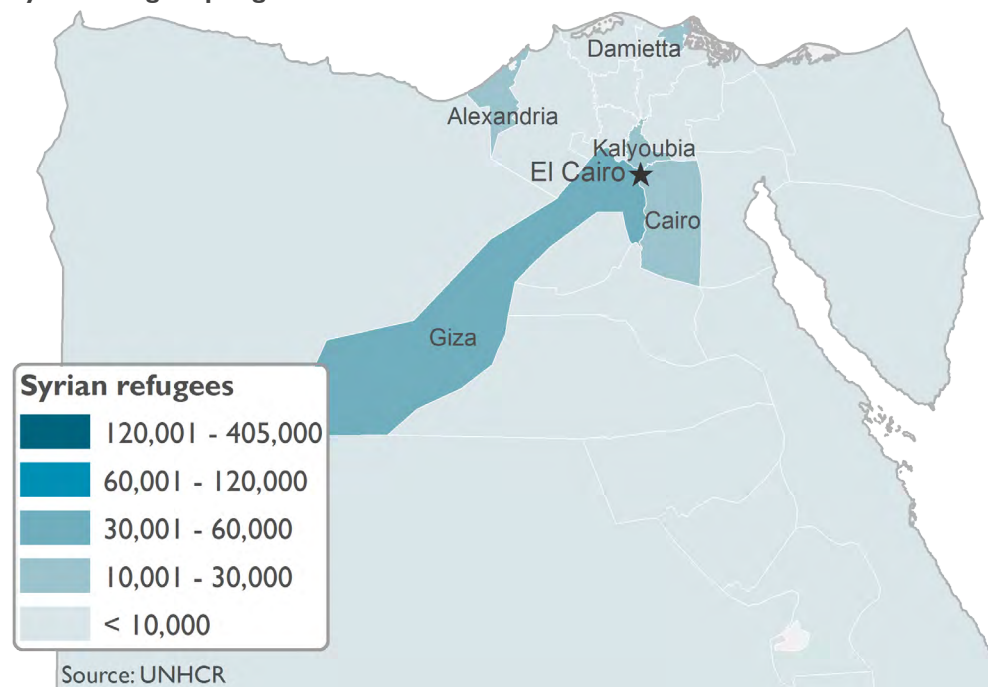 Damietta
Alexandria
Kalyoubia
El Cairo
Cairo
Giza
Syrian refugees
120,001 - 405,000
60,001 - 120,000
30,001 - 60,000
10,001 - 30,000
< 10,000
Source: UNHCR